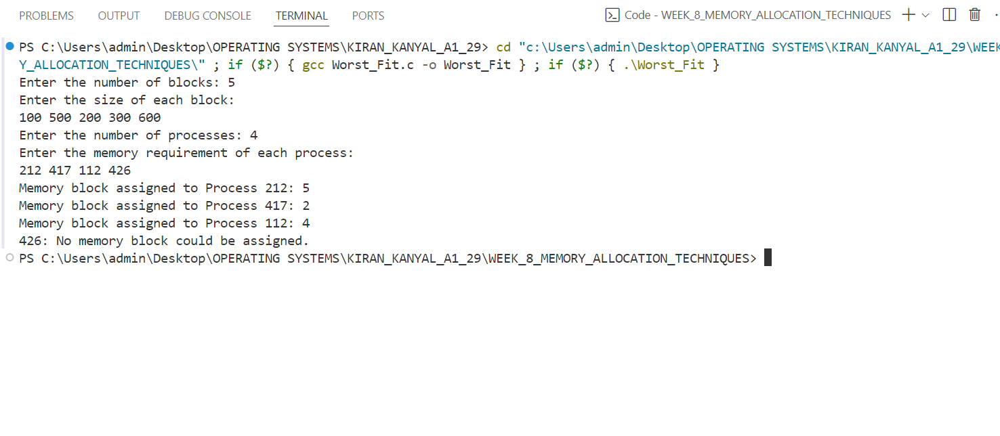 PROBLEMS OUTPUT DEBUG CONSOLE TERMINAL PORTS Code - WEEK_8_MEMORY_ALLOCATION_TECHNIQUES
PS C:\Users\admin\Desktop\OPERATING SYSTEMS\KIRAN_KANYAL_A1_29> cd "c:\Users\admin\Desktop\OPERATING SYSTEMS\KIRAN_KANYAL_A1_29\WEEK
Y_ALLOCATION_TECHNIQUES\" ; if ($?) { gcc Worst_Fit.c -o Worst_Fit } ; if ($?) { .\Worst_Fit }
Enter the number of blocks: 5
Enter the size of each block:
100 500 200 300 600
Enter the number of processes: 4
Enter the memory requirement of each process:
212 417 112 426
Memory block assigned to Process 212: 5
Memory block assigned to Process 417: 2
Memory block assigned to Process 112: 4
426: No memory block could be assigned.
PS C:\Users\admin\Desktop\OPERATING SYSTEMS\KIRAN_KANYAL_A1_29\WEEK_8_MEMORY_ALLOCATION_TECHNIQUES>